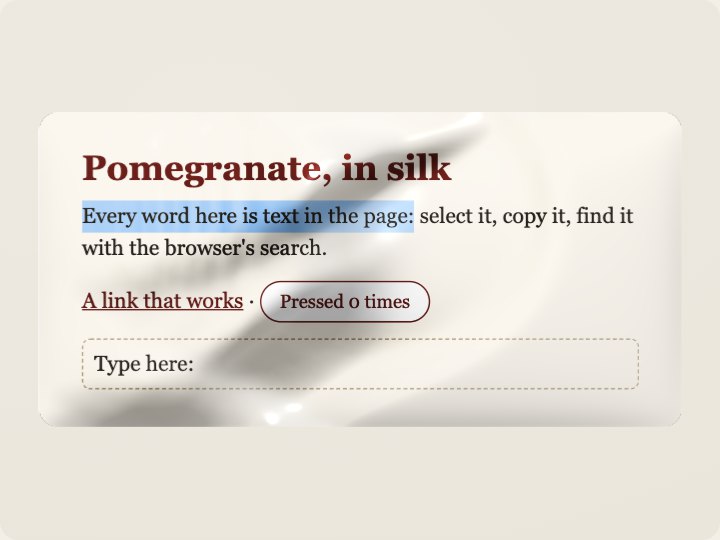 Pomegranate, in silk
Every word here is text in the page: select it, copy it, find it
with the browser's search.
A link that works · Pressed 0 times
Type here: